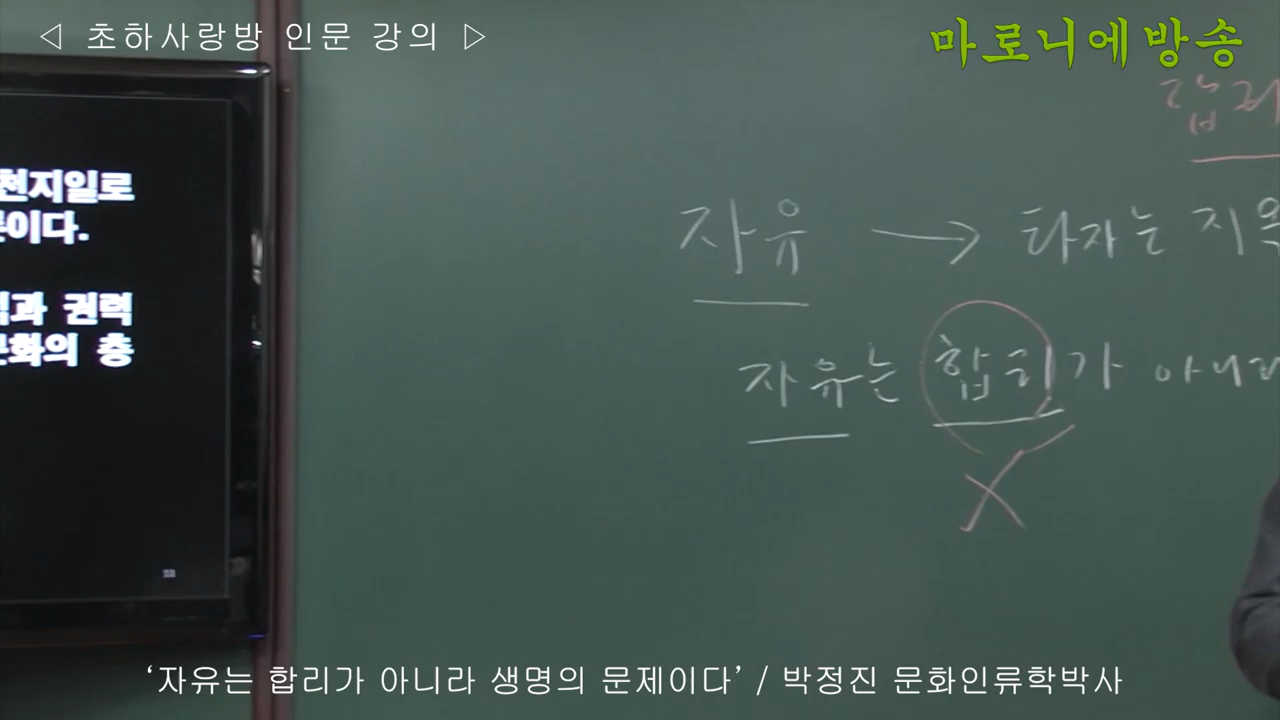 ◁ 초하사랑방 인문 강의 ▷
마로니에방송
천지일로
이다.
과 권력
화의 층
자유 → 타자는 지옥
자유는 합리가 아니라
X
‘자유는 합리가 아니라 생명의 문제이다’ / 박정진 문화인류학박사